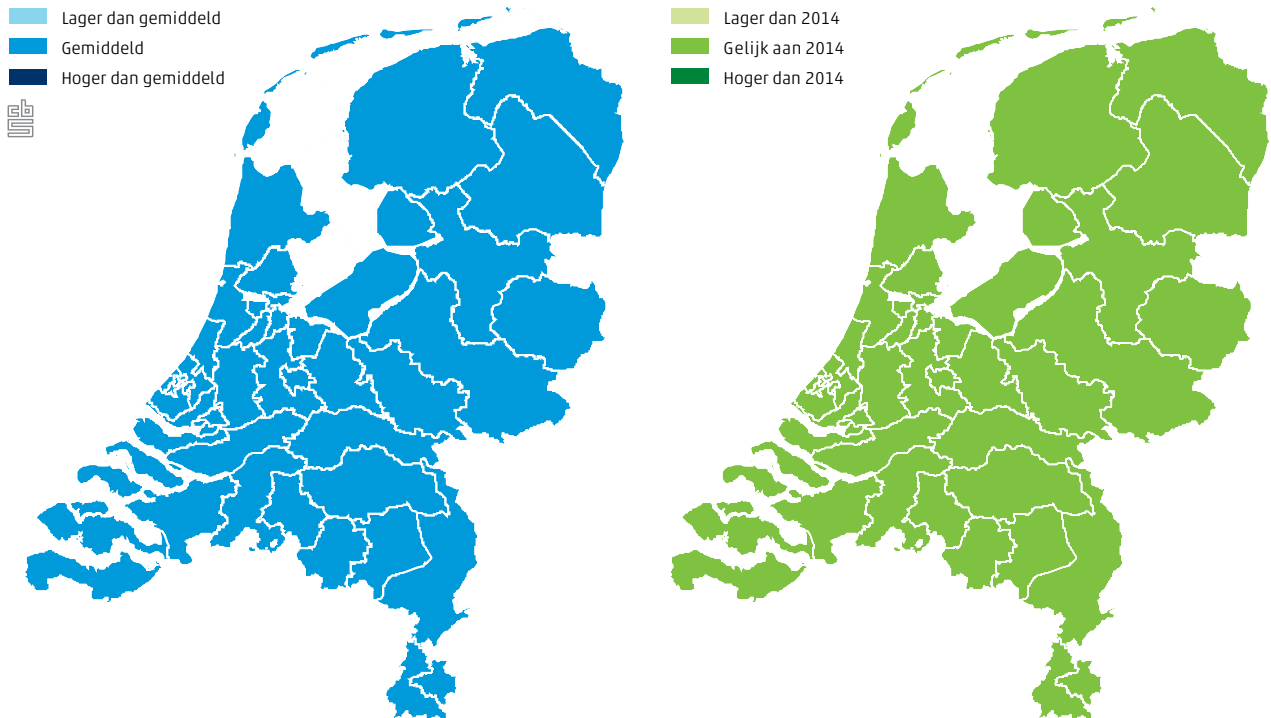 Lager dan gemiddeld
Gemiddeld
Hoger dan gemiddeld
Lager dan 2014
Gelijk aan 2014
Hoger dan 2014